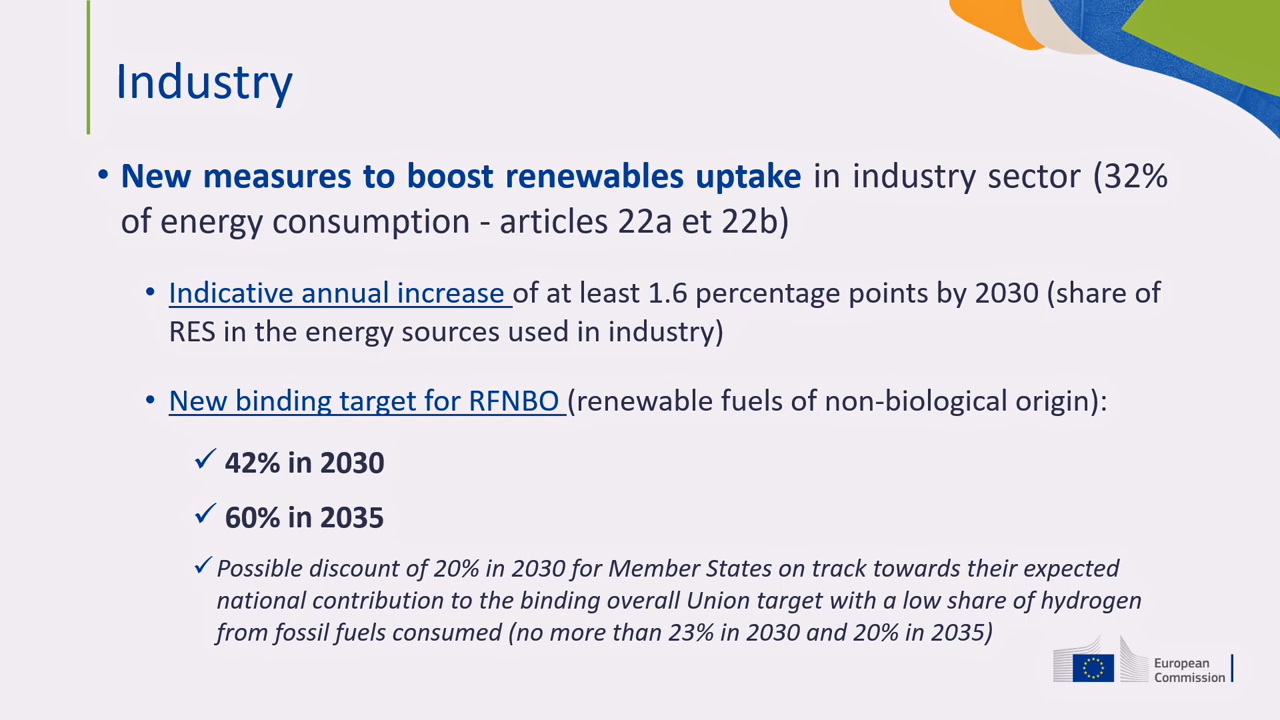 Industry
• New measures to boost renewables uptake in industry sector (32%
of energy consumption - articles 22a et 22b)
• Indicative annual increase of at least 1.6 percentage points by 2030 (share of
RES in the energy sources used in industry)
• New binding target for RFNBO (renewable fuels of non-biological origin):
✓ 42% in 2030
✓ 60% in 2035
✓ Possible discount of 20% in 2030 for Member States on track towards their expected
national contribution to the binding overall Union target with a low share of hydrogen
from fossil fuels consumed (no more than 23% in 2030 and 20% in 2035)
European
Commission